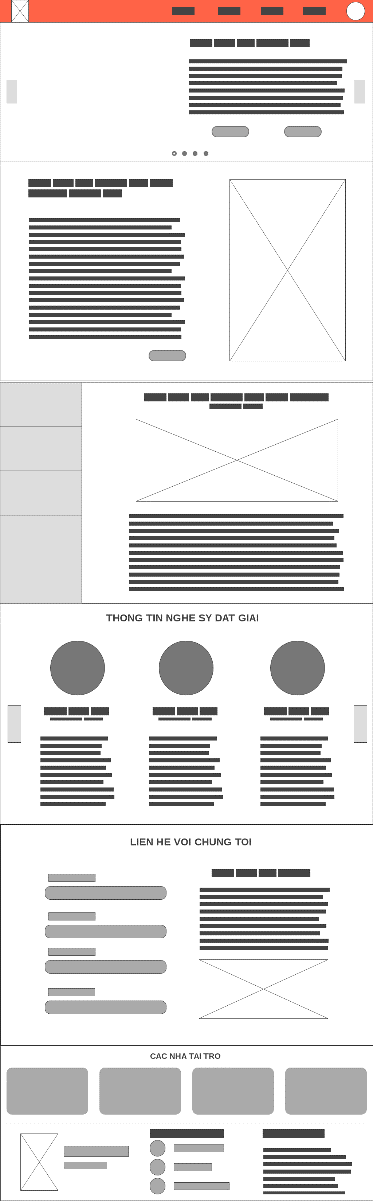 THONG TIN NGHE SY DAT GIAI
LIEN HE VOI CHUNG TOI
CAC NHA TAI TRO